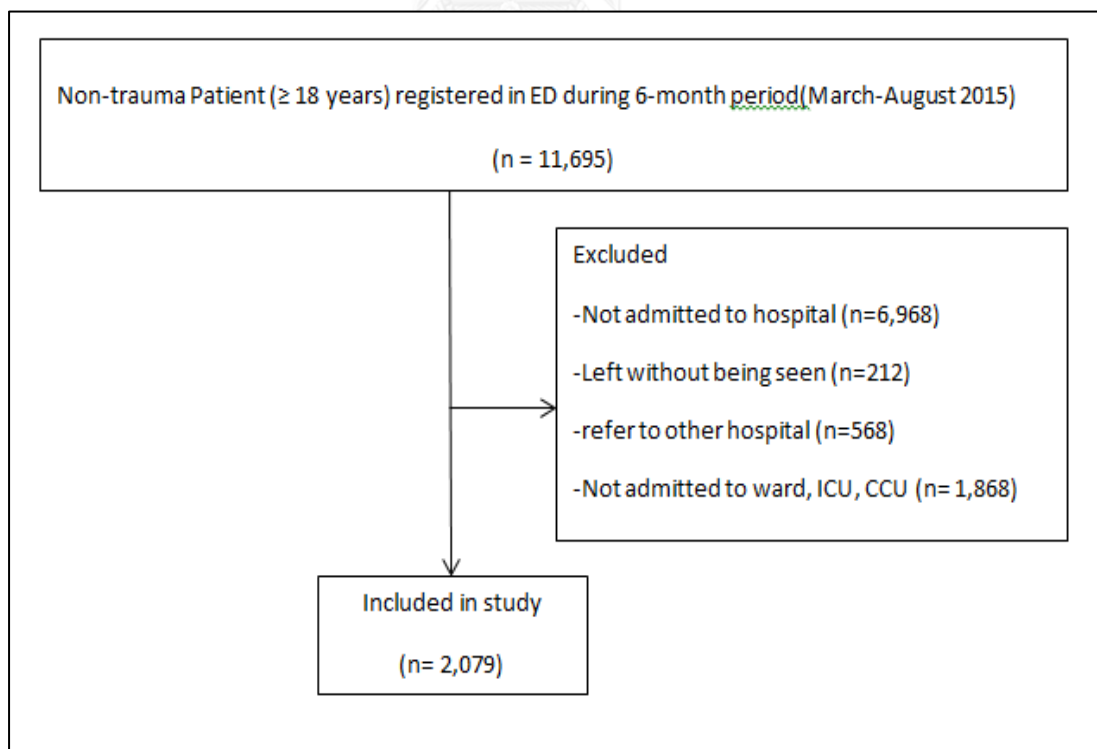 Non-trauma Patient (≥ 18 years) registered in ED during 6-month period(March-August 2015)
(n = 11,695)
Excluded
-Not admitted to hospital (n=6,968)
-Left without being seen (n=212)
-refer to other hospital (n=568)
-Not admitted to ward, ICU, CCU (n= 1,868)
Included in study
(n= 2,079)